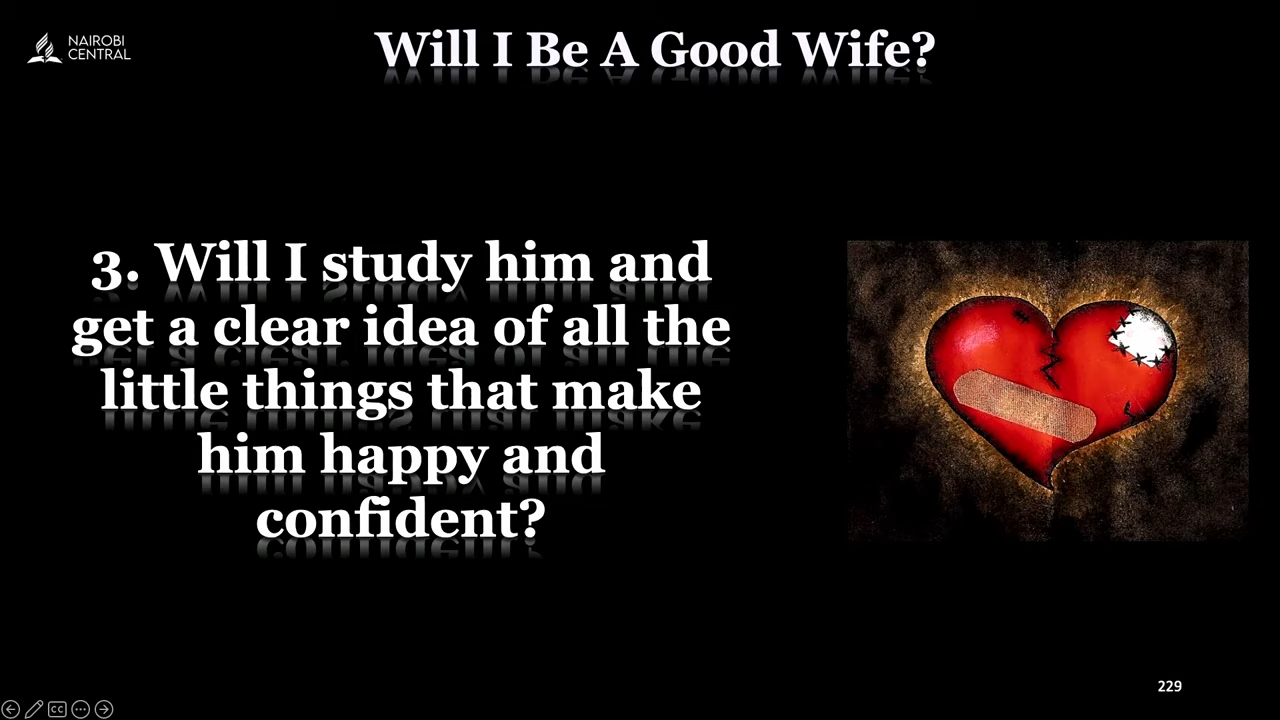 NAIROBI
CENTRAL
Will I Be A Good Wife?
3. Will I study him and
get a clear idea of all the
little things that make
him happy and
confident?
229
CC